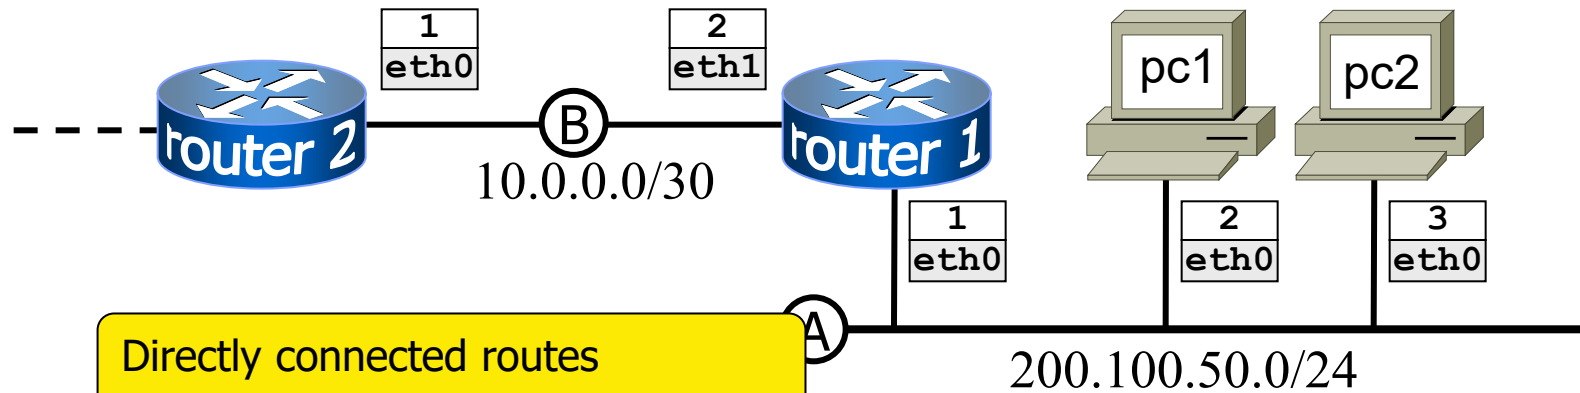 1
eth0
2
eth1
pc1
pc2
router 2
B
router 1
10.0.0.0/30
1
eth0
2
eth0
3
eth0
A
Directly connected routes
200.100.50.0/24